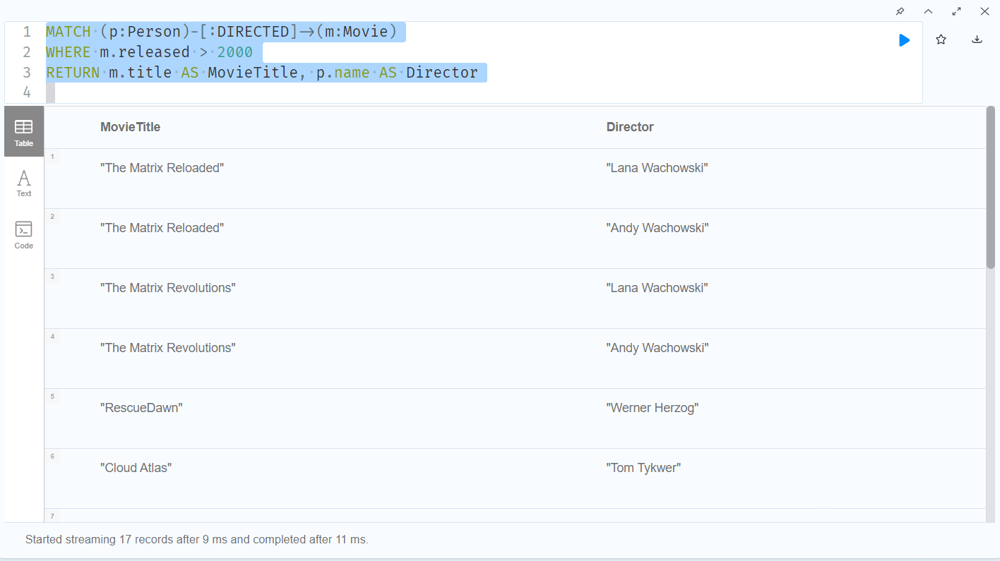 1 MATCH (p:Person)-[:DIRECTED]->(m:Movie)
2 WHERE m.released > 2000
3 RETURN m.title AS MovieTitle, p.name AS Director
4
Table
Text
Code
MovieTitle Director
1 "The Matrix Reloaded" "Lana Wachowski"
2 "The Matrix Reloaded" "Andy Wachowski"
3 "The Matrix Revolutions" "Lana Wachowski"
4 "The Matrix Revolutions" "Andy Wachowski"
5 "RescueDawn" "Werner Herzog"
6 "Cloud Atlas" "Tom Tykwer"
7
Started streaming 17 records after 9 ms and completed after 11 ms.